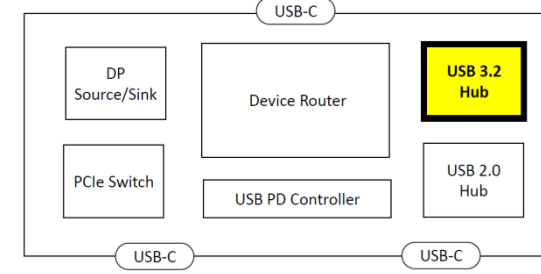 USB-C
DP
Source/Sink
Device Router
USB 3.2
Hub
PCIe Switch
USB PD Controller
USB 2.0
Hub
USB-C
USB-C